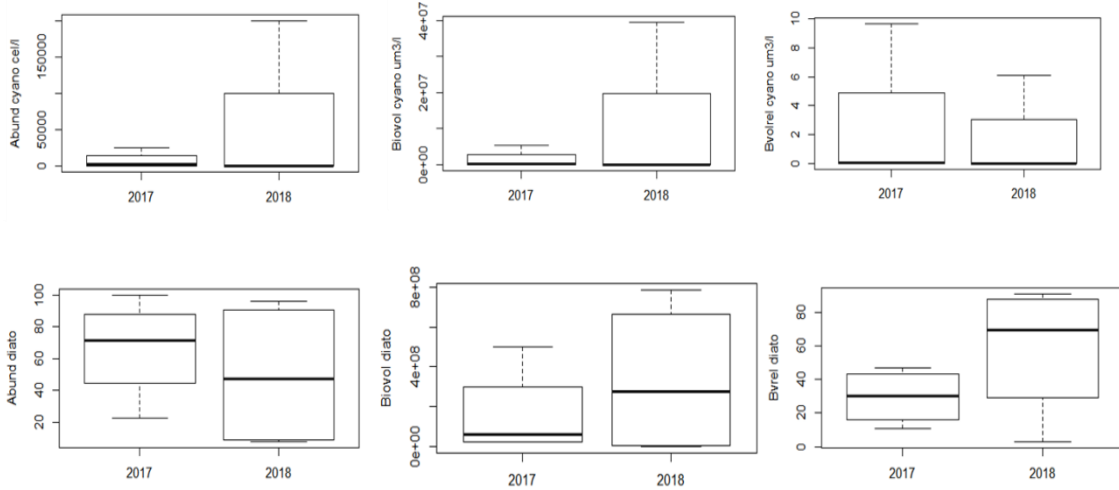 Abund cyano cel/l
0
50000
150000
2017
2018
Biovol cyano um3/l
0e+00
2e+07
4e+07
2017
2018
Bvolrel cyano um3/l
0
2
4
6
8
10
2017
2018
Abund diato
20
40
60
80
100
2017
2018
Biovol diato
0e+00
4e+08
8e+08
2017
2018
Bvrel diato
0
20
40
60
80
2017
2018